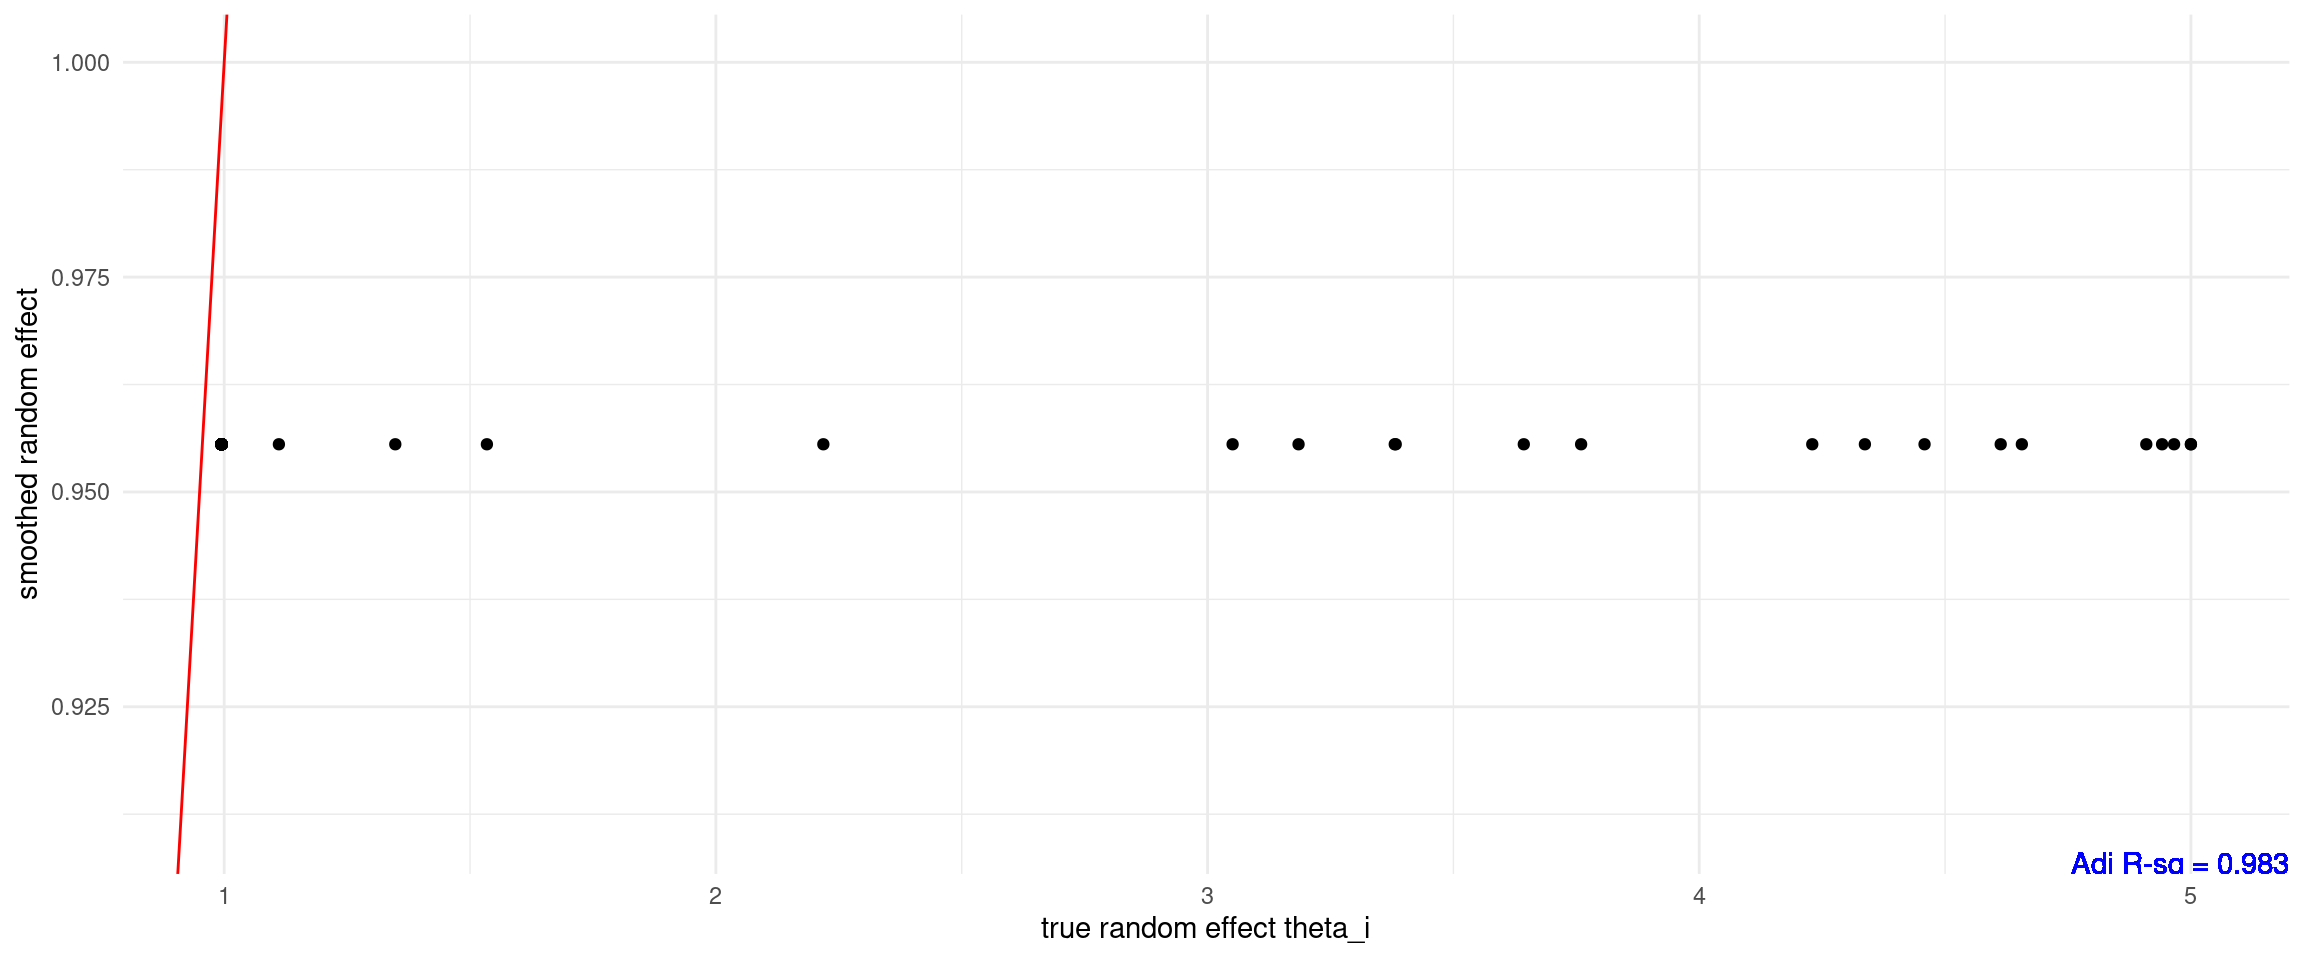 1.000
0.975
0.950
0.925
smoothed random effect
Adj R-sq = 0.983
1 2 3 4 5
true random effect theta_i